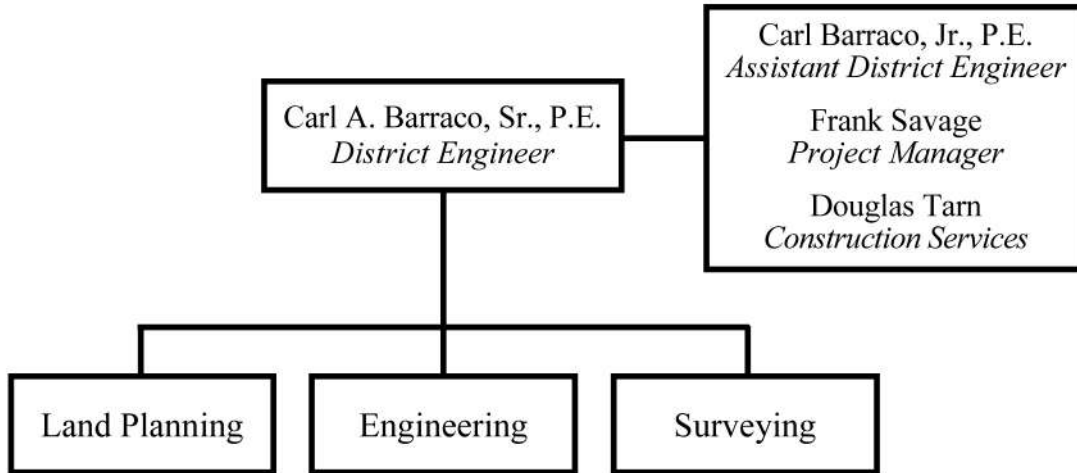 Carl Barraco, Jr., P.E.
Assistant District Engineer
Frank Savage
Project Manager
Douglas Tarn
Construction Services
Carl A. Barraco, Sr., P.E.
District Engineer
Land Planning
Engineering
Surveying